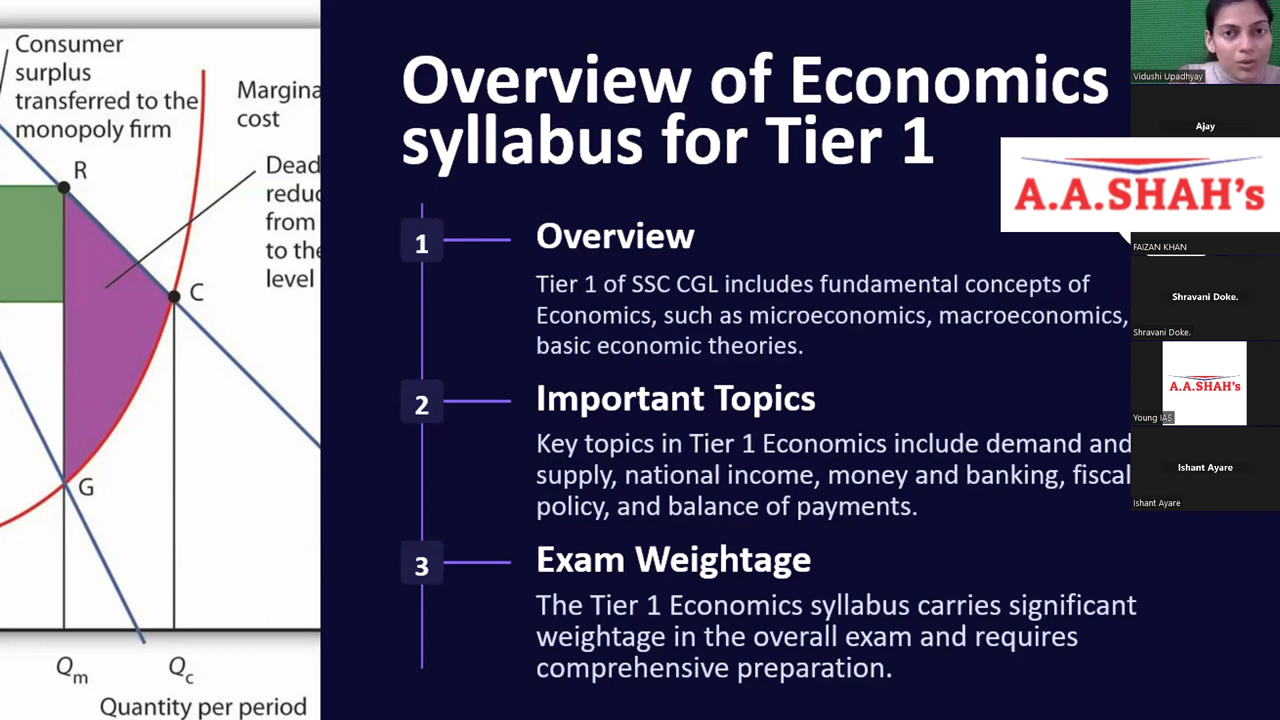 Consumer
surplus
transferred to the
monopoly firm
Margina
cost
R
Dead
reduc
from
to the
level
C
G
Qm
Qc
Quantity per period
Overview of Economics
syllabus for Tier 1
1
Overview
Tier 1 of SSC CGL includes fundamental concepts of
Economics, such as microeconomics, macroeconomics,
basic economic theories.
2
Important Topics
Key topics in Tier 1 Economics include demand and
supply, national income, money and banking, fiscal
policy, and balance of payments.
3
Exam Weightage
The Tier 1 Economics syllabus carries significant
weightage in the overall exam and requires
comprehensive preparation.
Vidushi Upadhyay
Ajay
A.A.SHAH's
FAIZAN KHAN
Shravani Doke.
Shravani Doke.
A.A.SHAH's
Young IAS
Ishant Ayare
Ishant Ayare